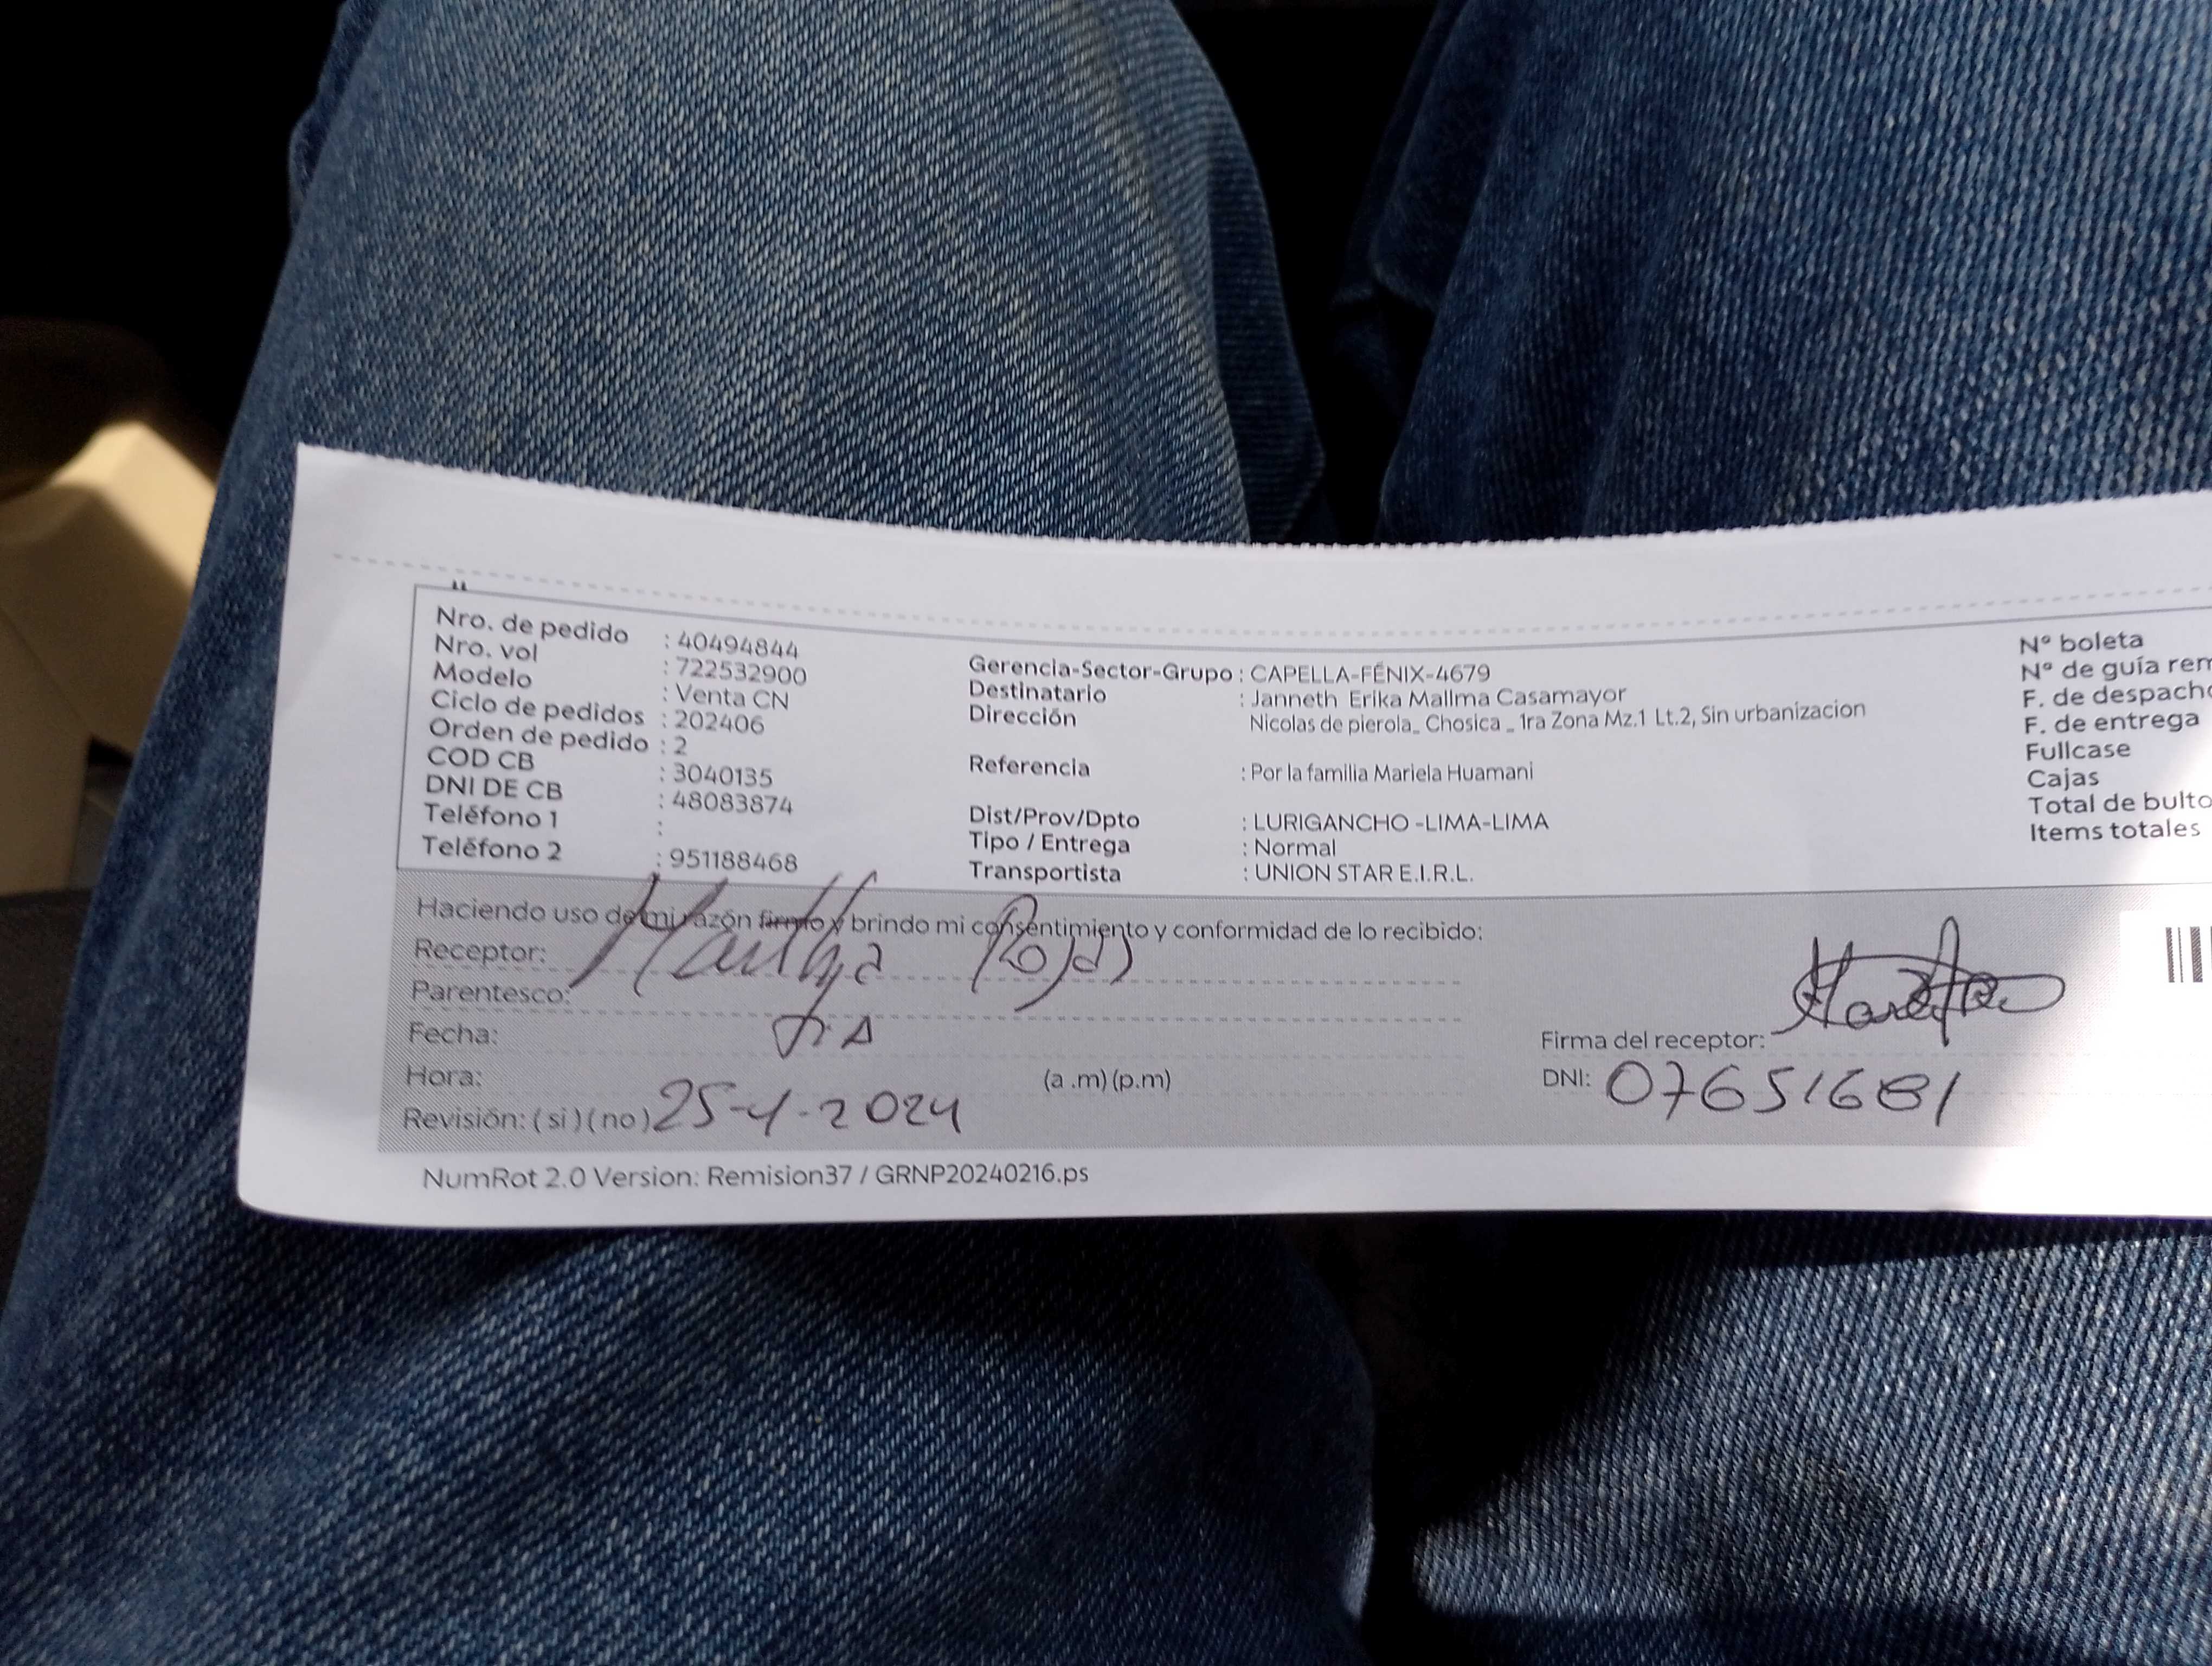 Nro. de pedido : 40494844
Nro. vol : 722532900
Modelo : Venta CN
Ciclo de pedidos : 202406
Orden de pedido : 2
COD CB : 3040135
DNI DE CB : 48083874
Teléfono 1 :
Teléfono 2 : 951188468
Gerencia-Sector-Grupo : CAPELLA-FÉNIX-4679
Destinatario : Janneth Erika Mallma Casamayor
Dirección Nicolas de pierola_ Chosica _ 1ra Zona Mz.1 Lt.2, Sin urbanizacion
Referencia : Por la familia Mariela Huamani
Dist/Prov/Dpto : LURIGANCHO -LIMA-LIMA
Tipo / Entrega : Normal
Transportista : UNION STAR E.I.R.L.
N° boleta
N° de guía rem
F. de despacho
F. de entrega
Fullcase
Cajas
Total de bulto
Items totales
Haciendo uso de mi razón firmo y brindo mi consentimiento y conformidad de lo recibido:
Receptor: Martha Rojas
Parentesco:
Fecha: TIA
Hora: (a .m) (p.m)
Revisión: ( si ) ( no ) 25-4-2024
Firma del receptor:
DNI: 07651681
NumRot 2.0 Version: Remision37 / GRNP20240216.ps